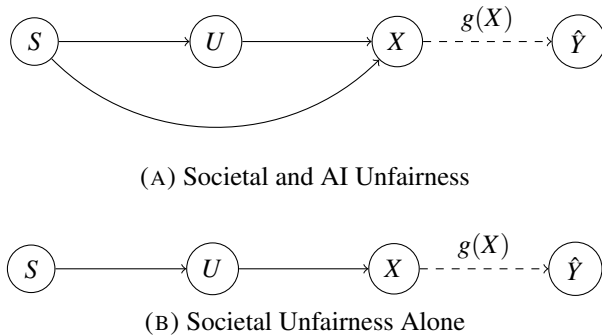 g(X)
S U X Ŷ
(A) Societal and AI Unfairness
g(X)
S U X Ŷ
(B) Societal Unfairness Alone